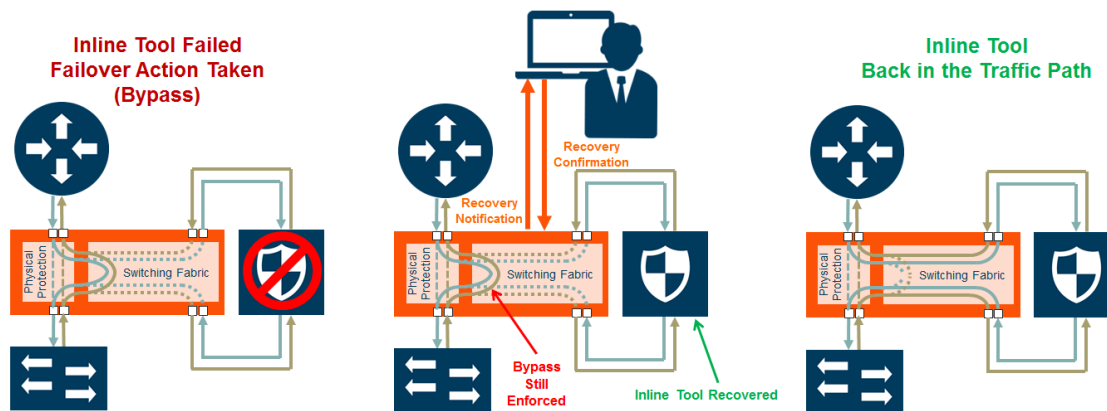 Inline Tool Failed
Failover Action Taken
(Bypass)
Physical
Protection
Switching Fabric
Recovery
Confirmation
Recovery
Notification
Physical
Protection
Switching Fabric
Bypass
Still
Enforced
Inline Tool Recovered
Inline Tool
Back in the Traffic Path
Physical
Protection
Switching Fabric